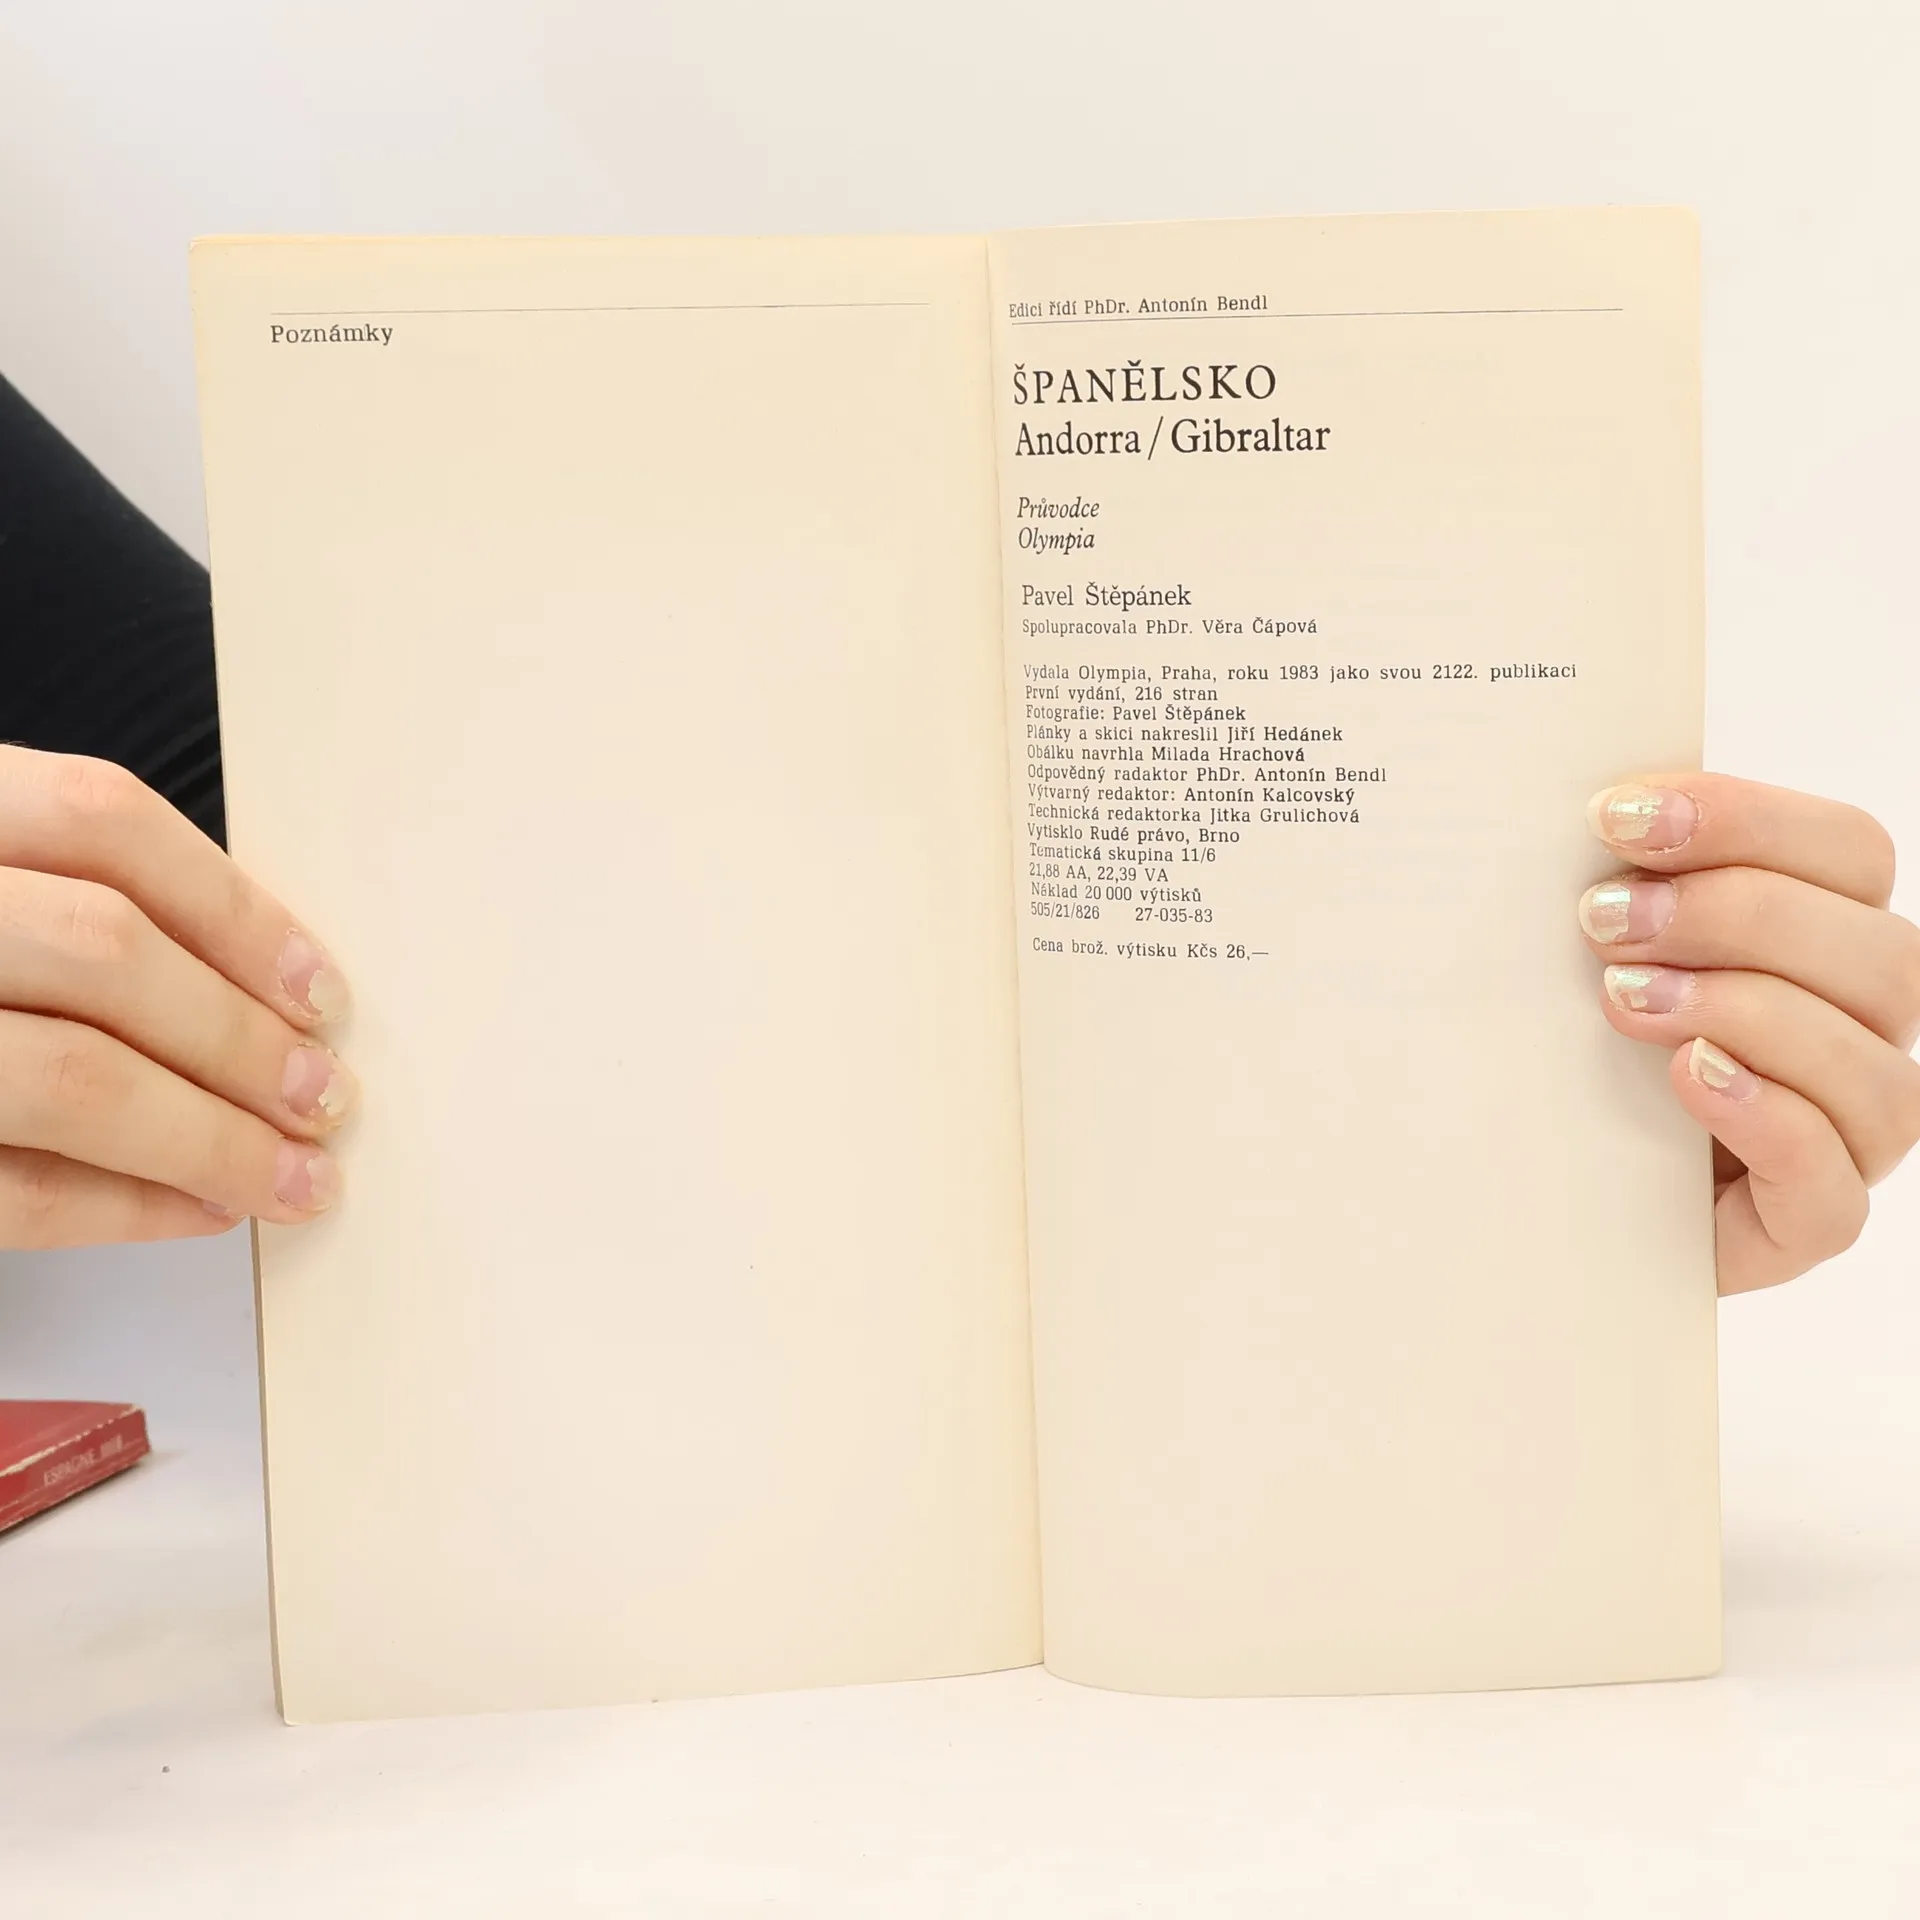 Poznámky
Edici řídí PhDr. Antonín Bendl
ŠPANĚLSKO
Andorra / Gibraltar
Průvodce
Olympia
Pavel Štěpánek
Spolupracovala PhDr. Věra Čápová
Vydala Olympia, Praha, roku 1983 jako svou 2122. publikaci
První vydání, 216 stran
Fotografie: Pavel Štěpánek
Plánky a skici nakreslil Jiří Hedánek
Obálku navrhla Milada Hrachová
Odpovědný radaktor PhDr. Antonín Bendl
Výtvarný redaktor: Antonín Kalcovský
Technická redaktorka Jitka Grulichová
Vytisklo Rudé právo, Brno
Tematická skupina 11/6
21,88 AA, 22,39 VA
Náklad 20 000 výtisků
505/21/826 27-035-83
Cena brož. výtisku Kčs 26,—
ESPAGNE